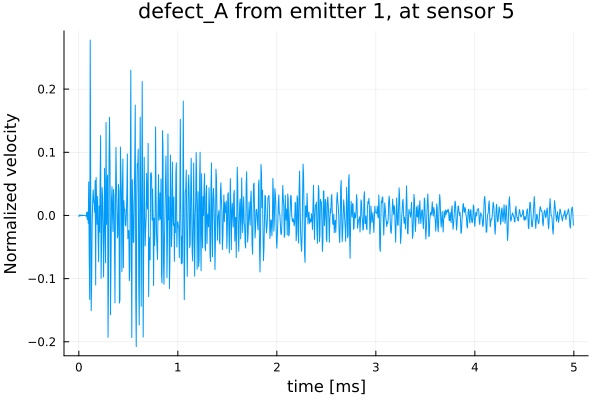 defect_A from emitter 1, at sensor 5
Normalized velocity
0.2
0.1
0.0
−0.1
−0.2
0 1 2 3 4 5
time [ms]